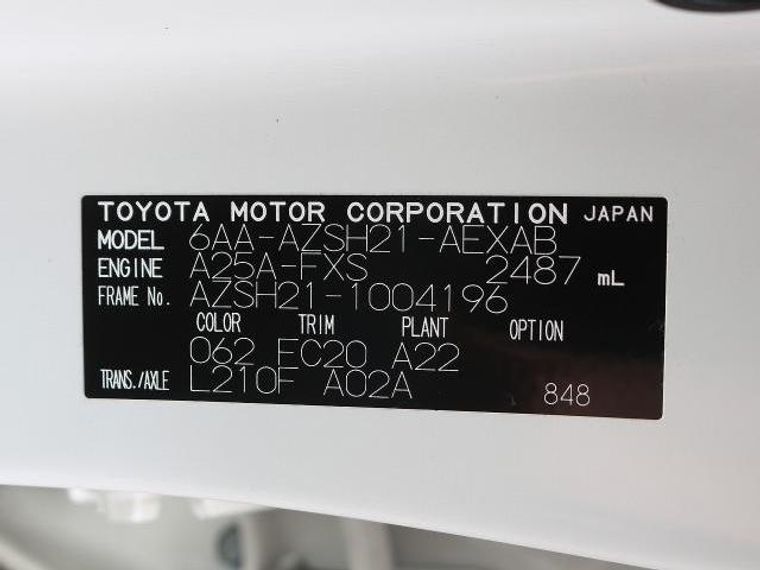 TOYOTA MOTOR CORPORATION JAPAN
MODEL 6AA-AZSH21-AEXAB
ENGINE A25A-FXS 2487 mL
FRAME No. AZSH21-1004196
COLOR TRIM PLANT OPTION
062 FC20 A22
TRANS./AXLE L210F A02A 848